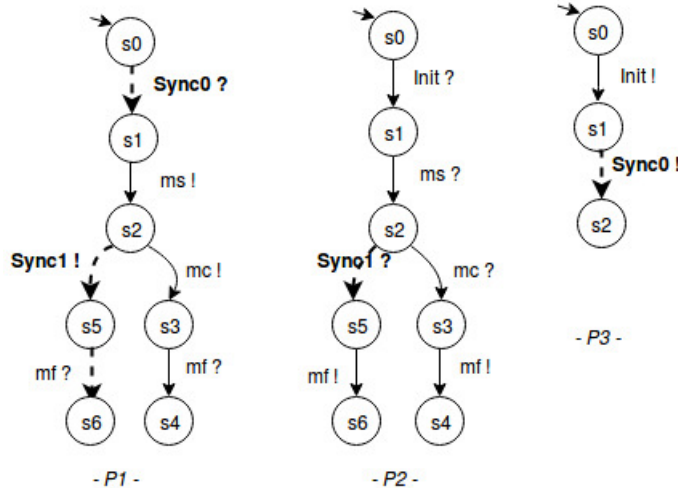 s0
Sync0 ?
s1
ms !
s2
Sync1 !
mc !
s5
s3
mf ?
mf ?
s6
s4
- P1 -
s0
Init ?
s1
ms ?
s2
Sync1 ?
mc ?
s5
s3
mf !
mf !
s6
s4
- P2 -
s0
Init !
s1
Sync0 !
s2
- P3 -